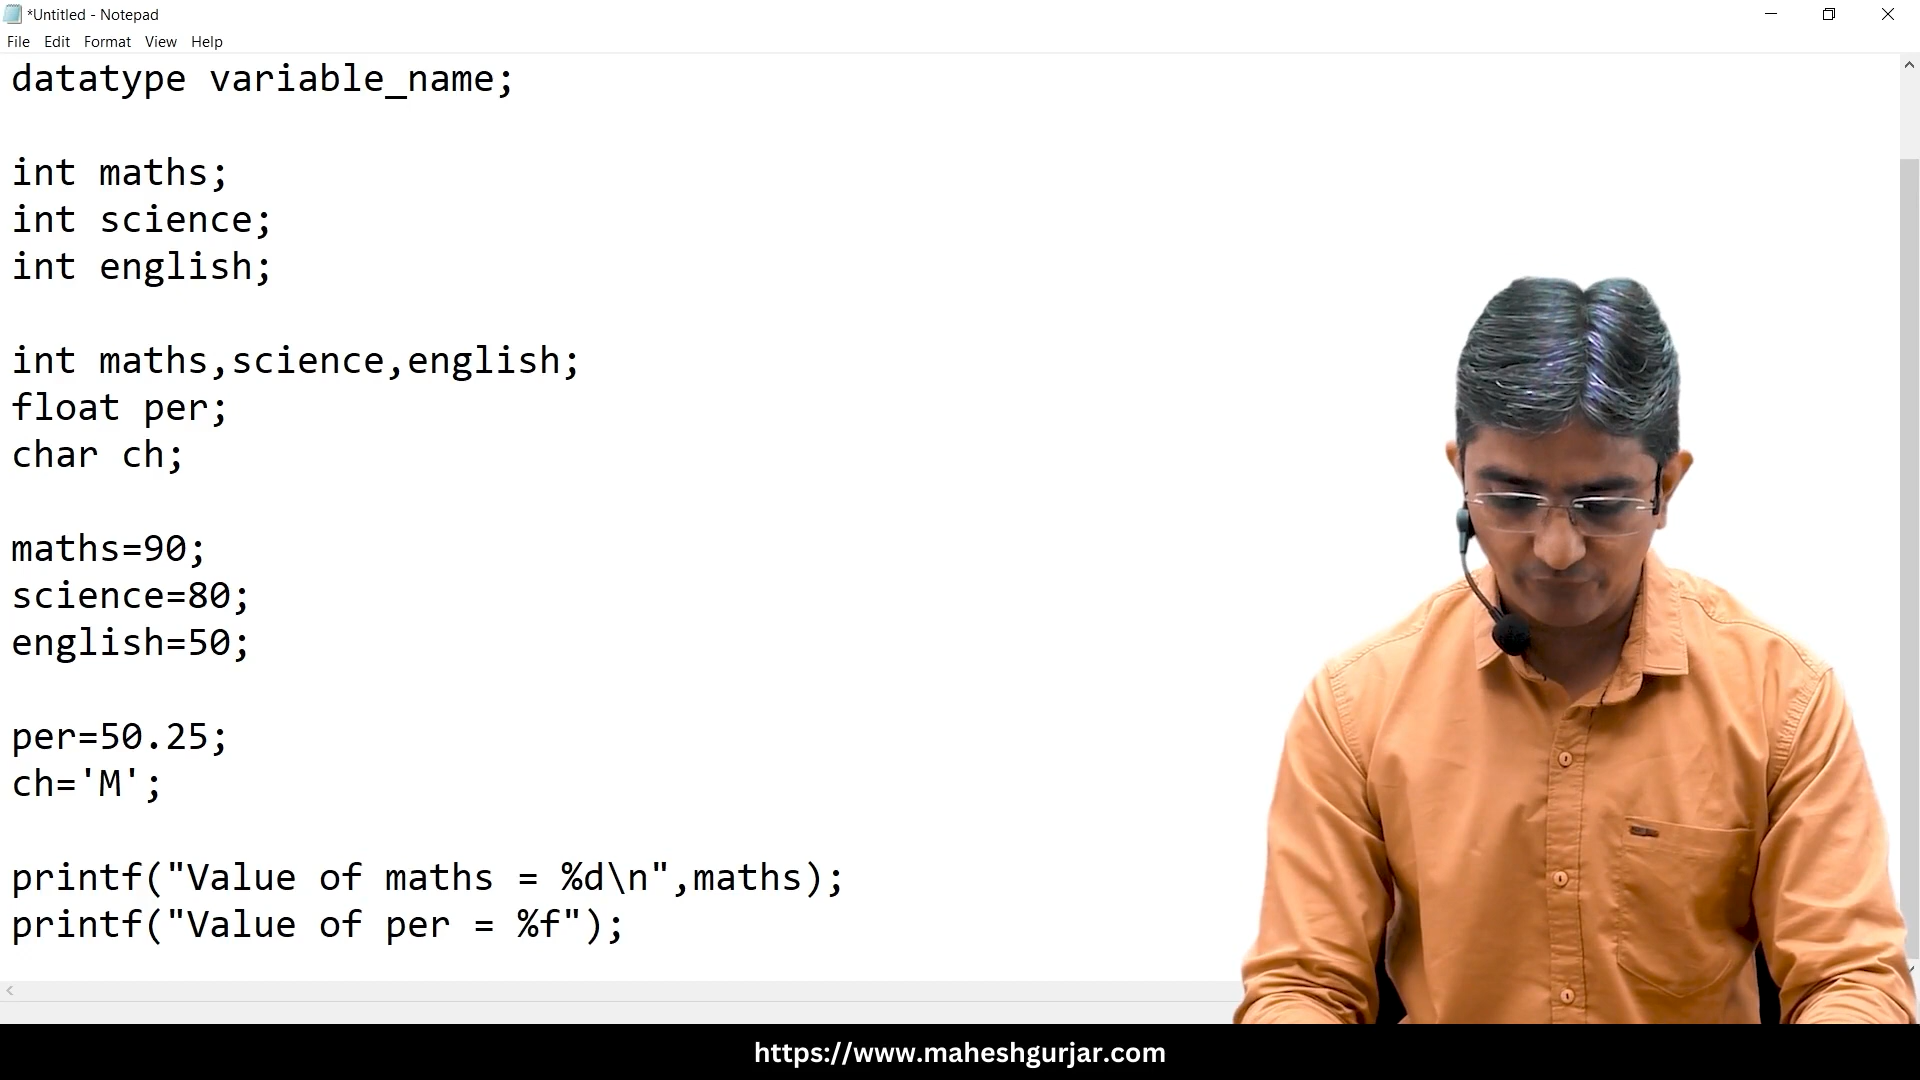 *Untitled - Notepad
File Edit Format View Help
datatype variable_name;
int maths;
int science;
int english;
int maths,science,english;
float per;
char ch;
maths=90;
science=80;
english=50;
per=50.25;
ch='M';
printf("Value of maths = %d\n",maths);
printf("Value of per = %f");
https://www.maheshgurjar.com